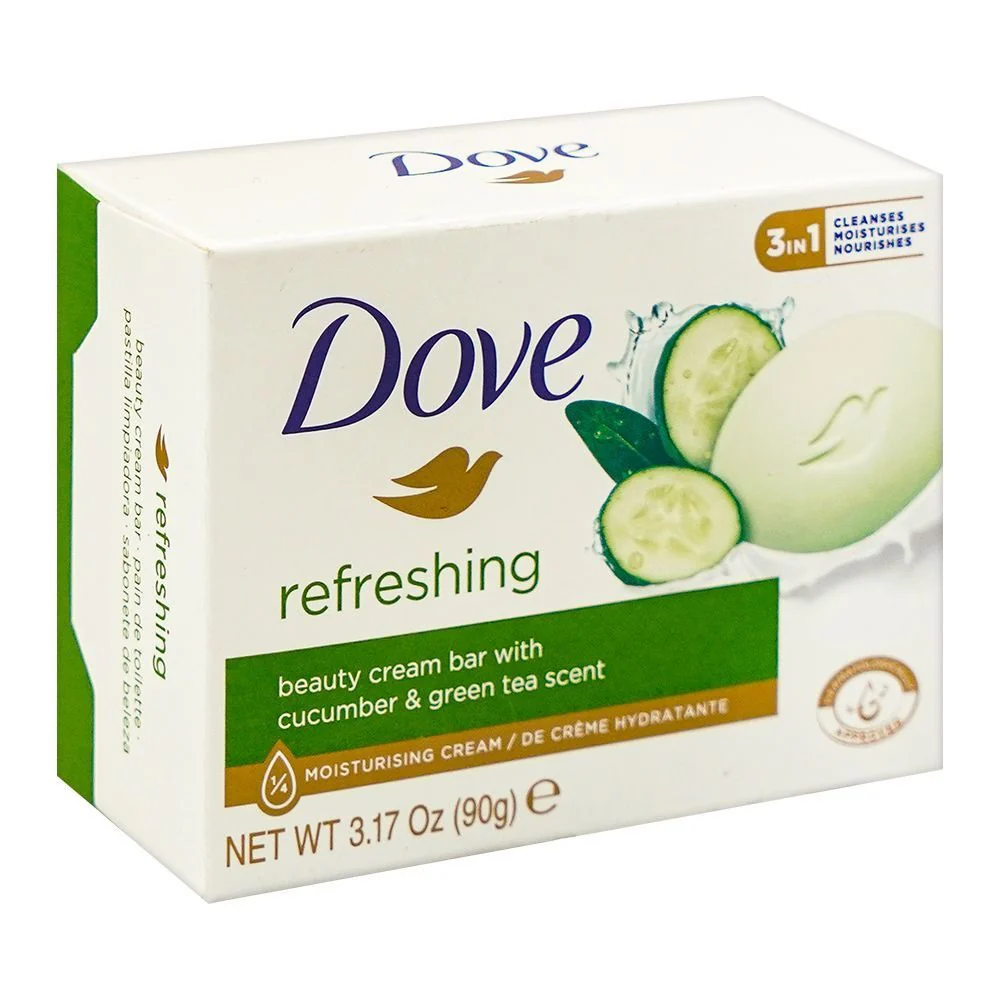 Dove
3IN1
CLEANSES
MOISTURISES
NOURISHES
Dove
refreshing
beauty cream bar with
cucumber & green tea scent
1/4
MOISTURISING CREAM / DE CRÈME HYDRATANTE
NET WT 3.17 Oz (90g) e
DERMATOLOGICALLY
APPROVED
refreshing
beauty cream bar · pain de toilette ·
pastilla limpiadora · sabonete de beleza